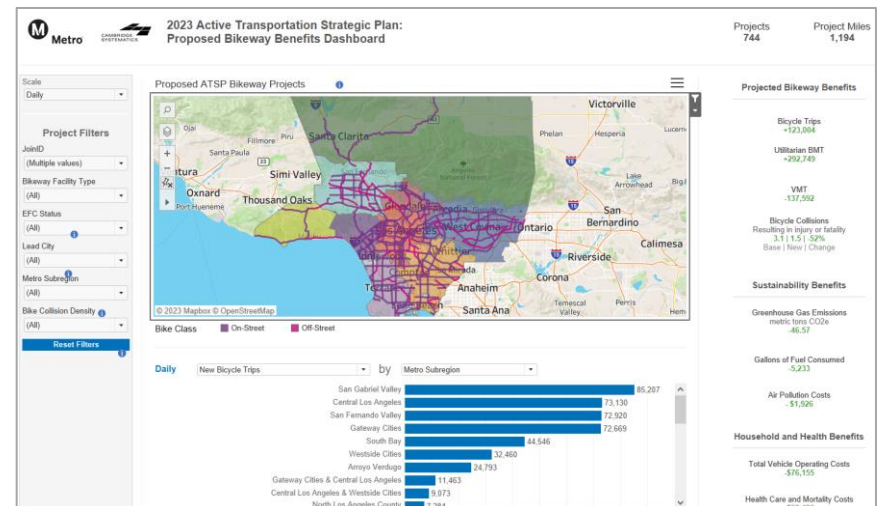 Metro
CAMBRIDGE
SYSTEMATICS
2023 Active Transportation Strategic Plan:
Proposed Bikeway Benefits Dashboard
Projects
744
Project Miles
1,194
Scale
Daily
Project Filters
JoinID
(Multiple values)
Bikeway Facility Type
(All)
EFC Status
(All)
Lead City
(All)
Metro Subregion
(All)
Bike Collision Density
(All)
Reset Filters
Proposed ATSP Bikeway Projects
Victorville
Ojai
Fillmore
Piru
Santa Clarita
Phelan
Hesperia
Santa Paula
Simi Valley
Lake
Arrowhead
Oxnard
Port Hueneme
Thousand Oaks
San
Bernardino
Ontario
Calimesa
Riverside
Corona
Anaheim
Santa Ana
Temescal
Valley
Perris
© 2023 Mapbox © OpenStreetMap
Bike Class
On-Street
Off-Street
Daily
New Bicycle Trips
by
Metro Subregion
San Gabriel Valley 85,207
Central Los Angeles 73,130
San Fernando Valley 72,920
Gateway Cities 72,669
South Bay 44,546
Westside Cities 32,460
Arroyo Verdugo 24,793
Gateway Cities & Central Los Angeles 11,463
Central Los Angeles & Westside Cities 9,073
North Los Angeles County 7,284
Projected Bikeway Benefits
Bicycle Trips
+123,004
Utilitarian BMT
+292,749
VMT
-137,592
Bicycle Collisions
Resulting in injury or fatality
3.1 | 1.5 | -52%
Base | New | Change
Sustainability Benefits
Greenhouse Gas Emissions
metric tons CO2e
-46.57
Gallons of Fuel Consumed
-5,233
Air Pollution Costs
- $1,926
Household and Health Benefits
Total Vehicle Operating Costs
-$76,155
Health Care and Mortality Costs